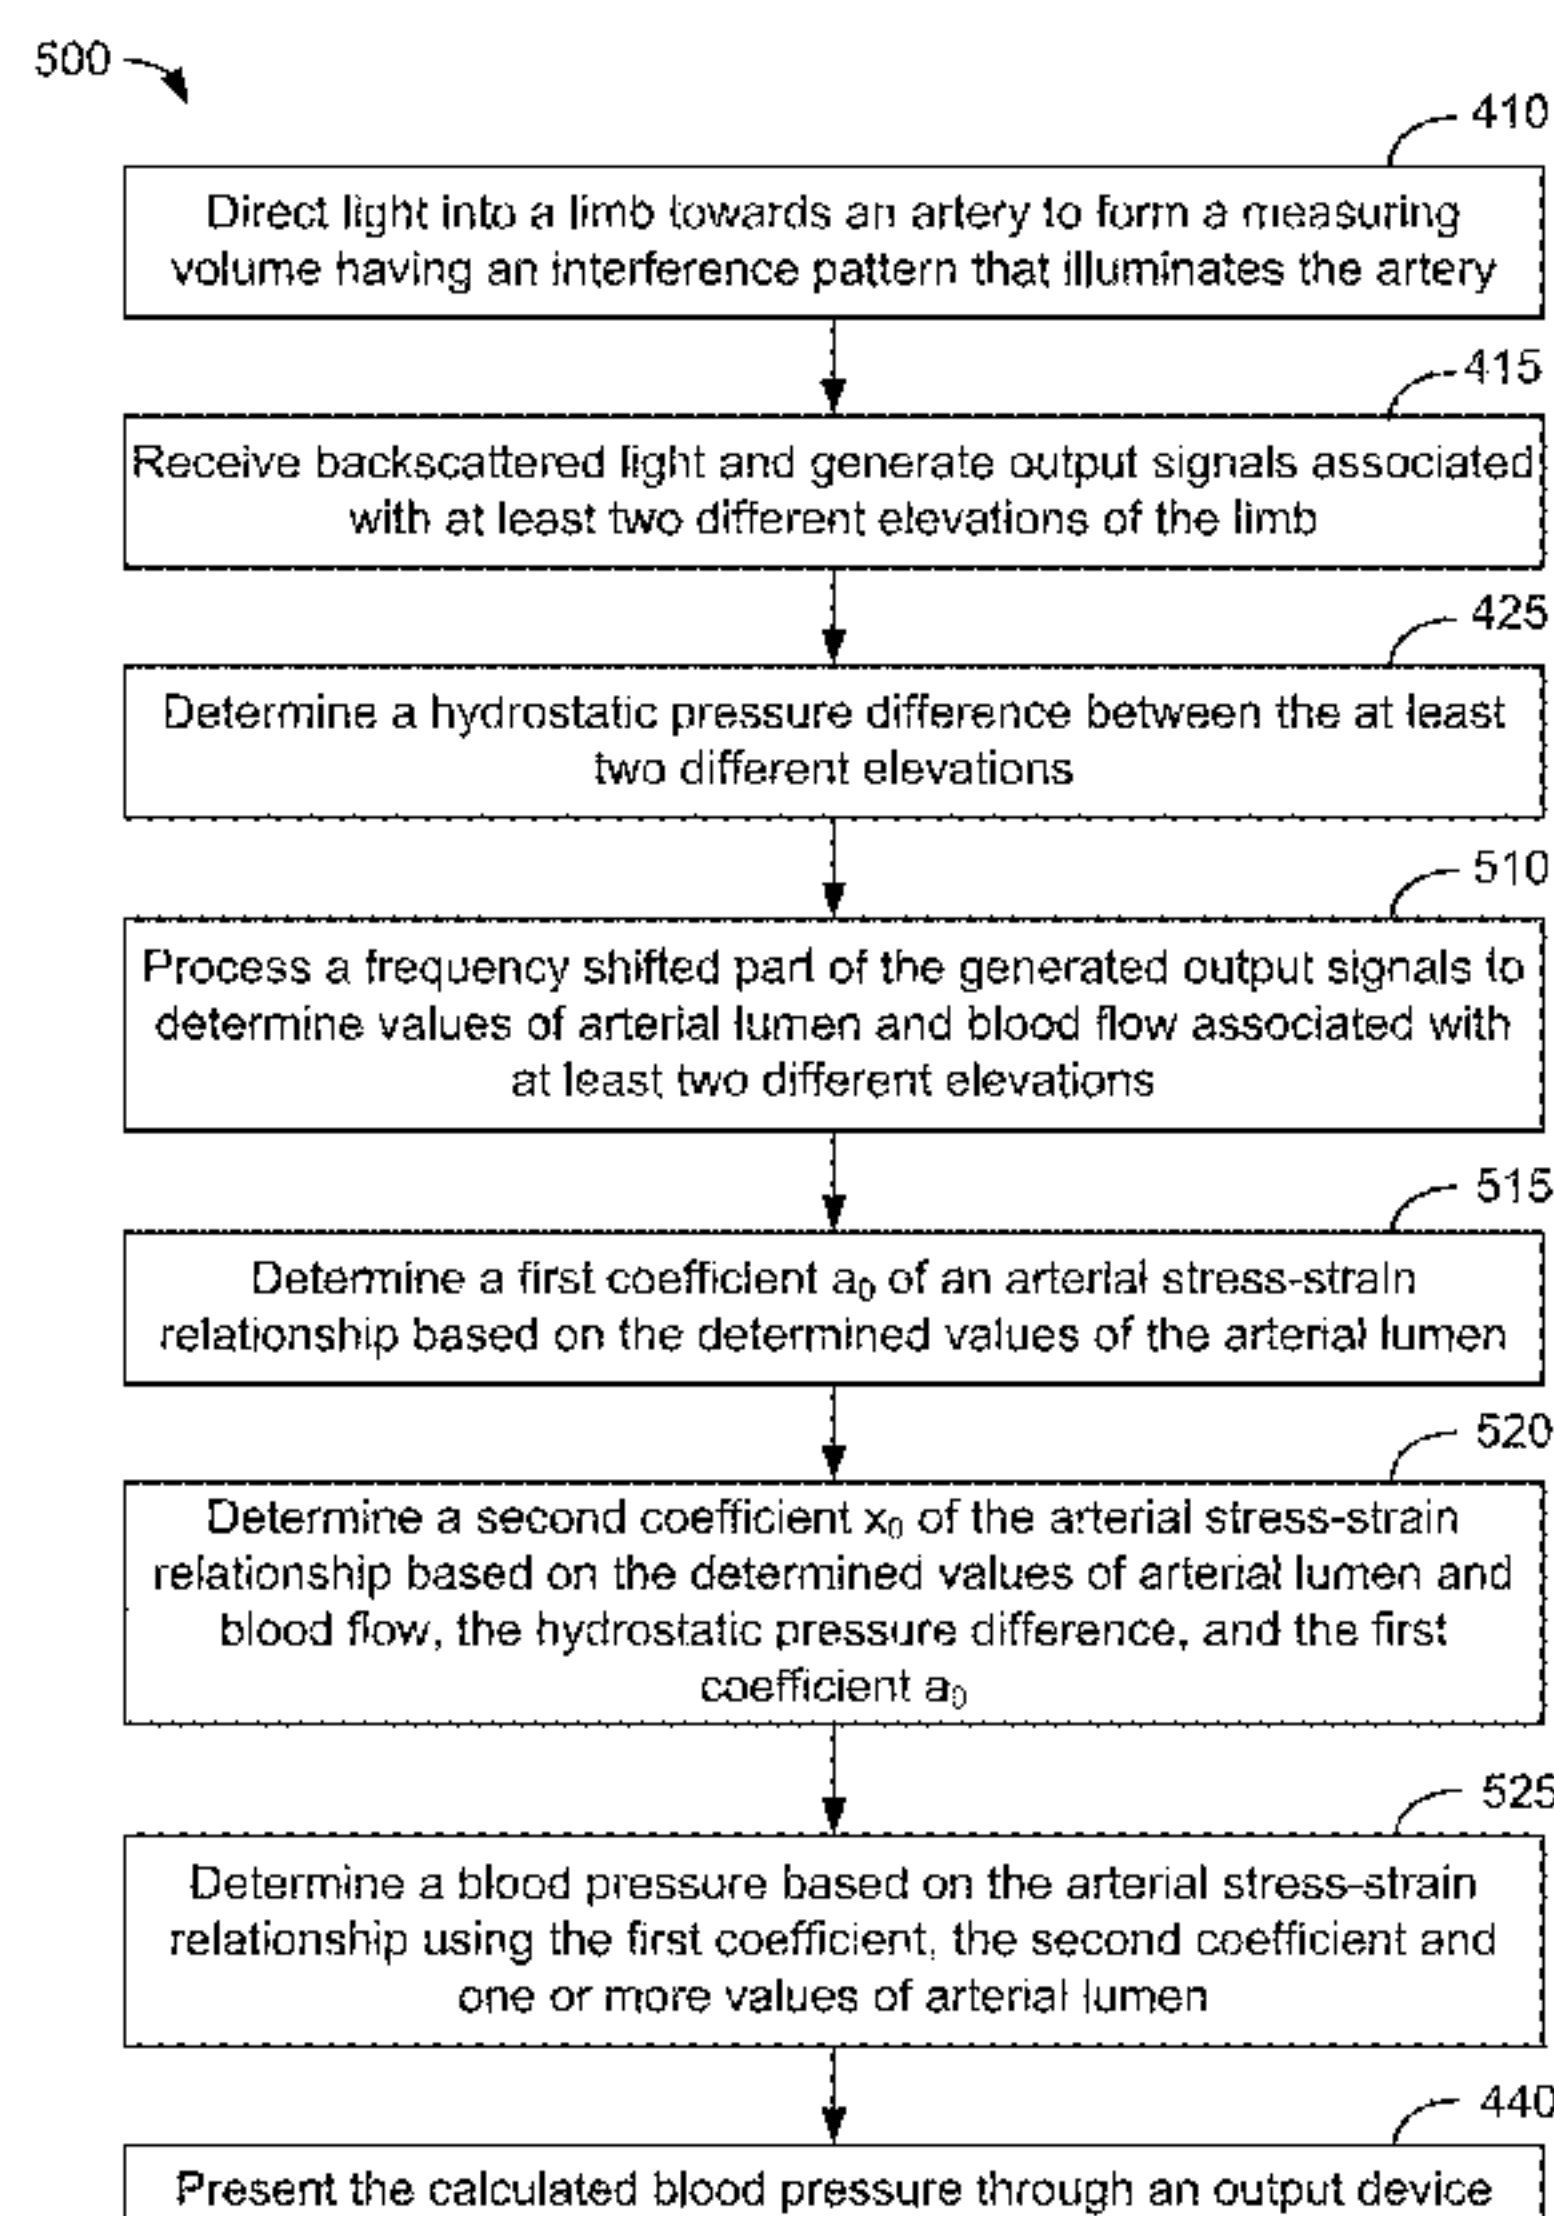 500
410
Direct light into a limb towards an artery to form a measuring
volume having an interference pattern that illuminates the artery
415
Receive backscattered light and generate output signals associated
with at least two different elevations of the limb
425
Determine a hydrostatic pressure difference between the at least
two different elevations
510
Process a frequency shifted part of the generated output signals to
determine values of arterial lumen and blood flow associated with
at least two different elevations
515
Determine a first coefficient a₀ of an arterial stress-strain
relationship based on the determined values of the arterial lumen
520
Determine a second coefficient x₀ of the arterial stress-strain
relationship based on the determined values of arterial lumen and
blood flow, the hydrostatic pressure difference, and the first
coefficient a₀
525
Determine a blood pressure based on the arterial stress-strain
relationship using the first coefficient, the second coefficient and
one or more values of arterial lumen
440
Present the calculated blood pressure through an output device